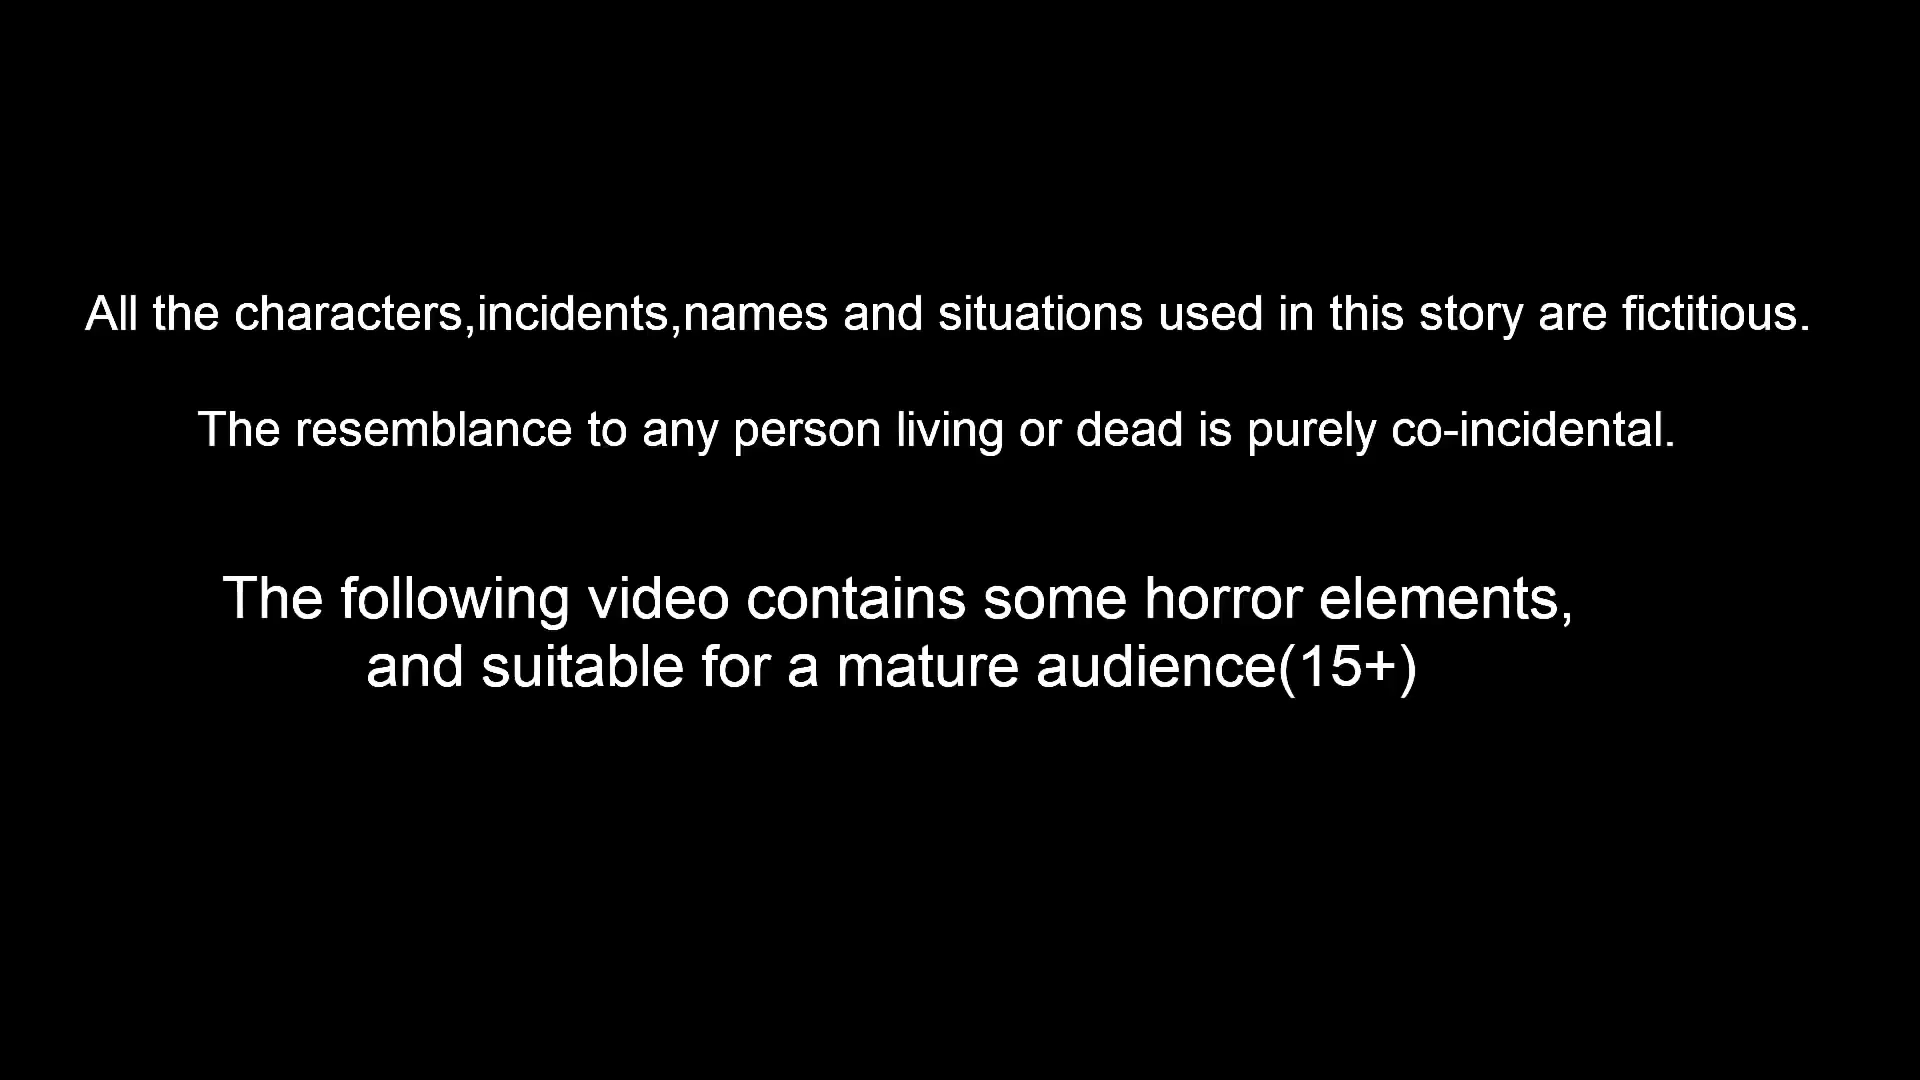 All the characters,incidents,names and situations used in this story are fictitious.
The resemblance to any person living or dead is purely co-incidental.
The following video contains some horror elements,
and suitable for a mature audience(15+)